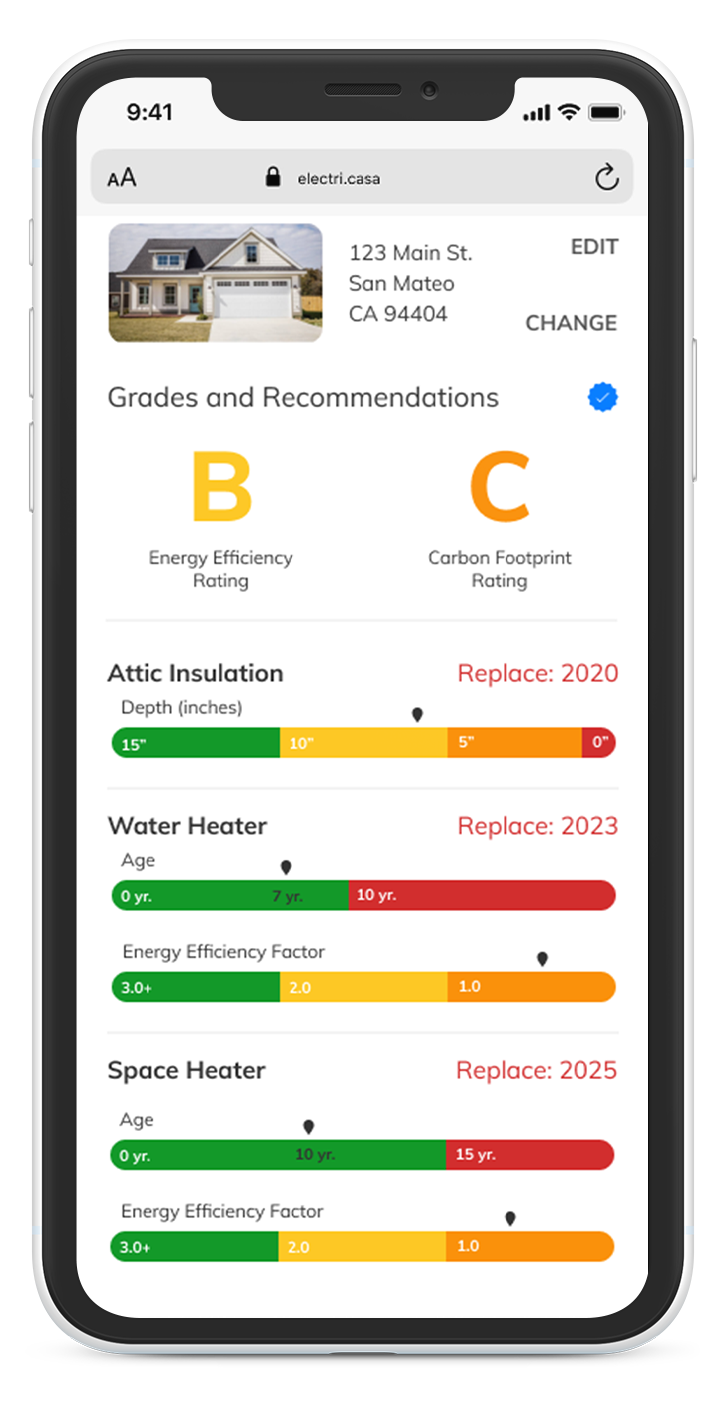 9:41
AA
electri.casa
123 Main St.
San Mateo
CA 94404
EDIT
CHANGE
Grades and Recommendations
B
C
Energy Efficiency
Rating
Carbon Footprint
Rating
Attic Insulation
Replace: 2020
Depth (inches)
15” 10” 5” 0”
Water Heater
Replace: 2023
Age
0 yr. 7 yr. 10 yr.
Energy Efficiency Factor
3.0+ 2.0 1.0
Space Heater
Replace: 2025
Age
0 yr. 10 yr. 15 yr.
Energy Efficiency Factor
3.0+ 2.0 1.0